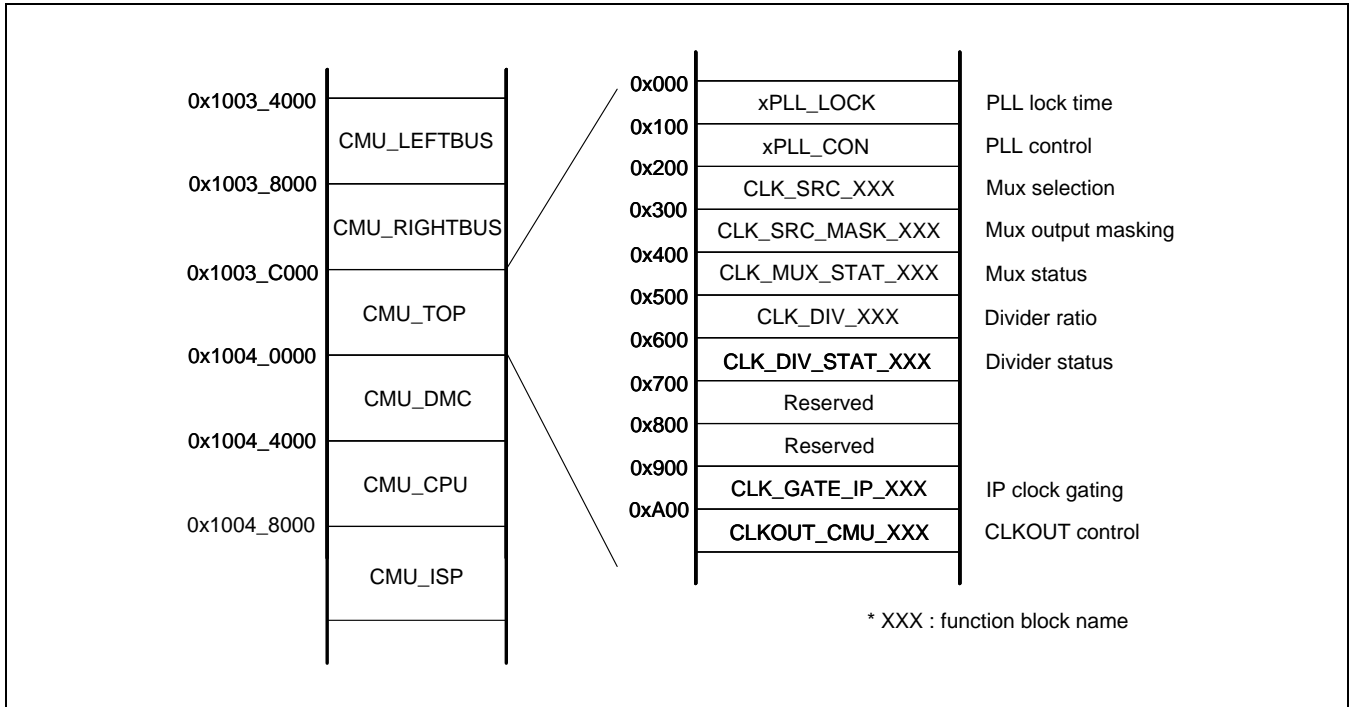 0x1003_4000
CMU_LEFTBUS
0x1003_8000
CMU_RIGHTBUS
0x1003_C000
CMU_TOP
0x1004_0000
CMU_DMC
0x1004_4000
CMU_CPU
0x1004_8000
CMU_ISP
0x000
xPLL_LOCK PLL lock time
0x100
xPLL_CON PLL control
0x200
CLK_SRC_XXX Mux selection
0x300
CLK_SRC_MASK_XXX Mux output masking
0x400
CLK_MUX_STAT_XXX Mux status
0x500
CLK_DIV_XXX Divider ratio
0x600
CLK_DIV_STAT_XXX Divider status
0x700
Reserved
0x800
Reserved
0x900
CLK_GATE_IP_XXX IP clock gating
0xA00
CLKOUT_CMU_XXX CLKOUT control
* XXX : function block name